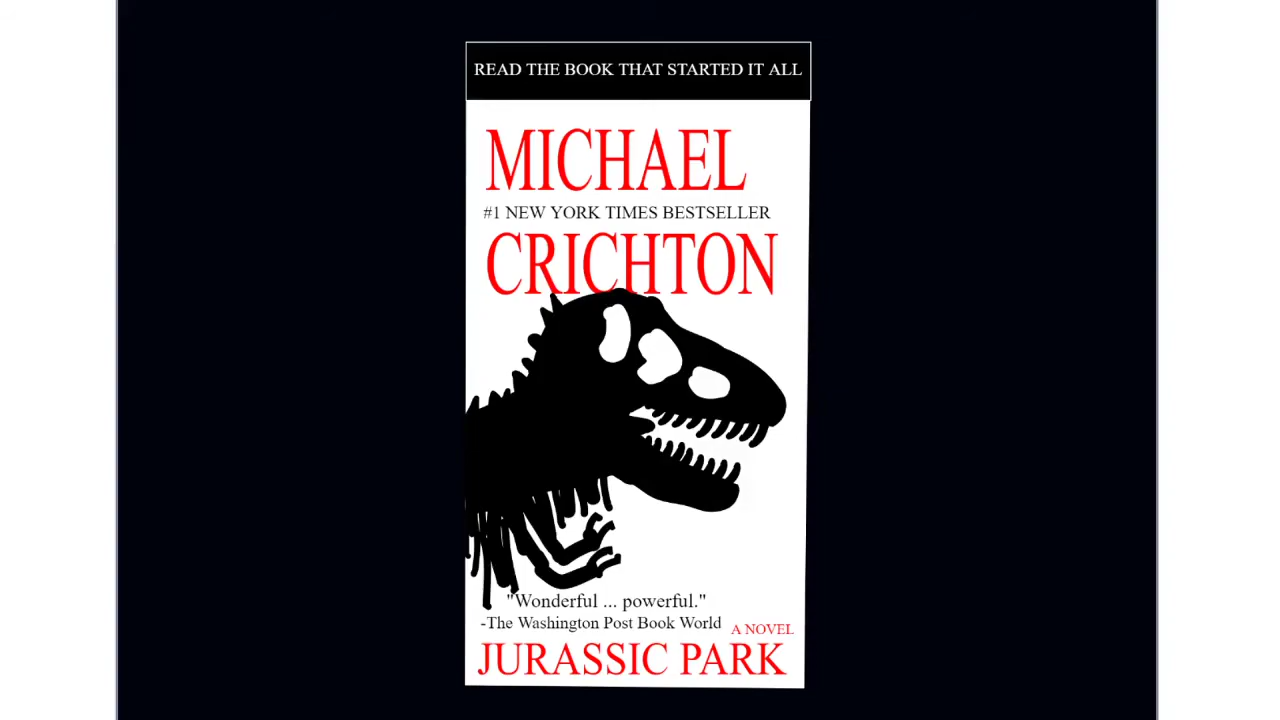 READ THE BOOK THAT STARTED IT ALL
MICHAEL
#1 NEW YORK TIMES BESTSELLER
CRICHTON
"Wonderful ... powerful."
-The Washington Post Book World
A NOVEL
JURASSIC PARK